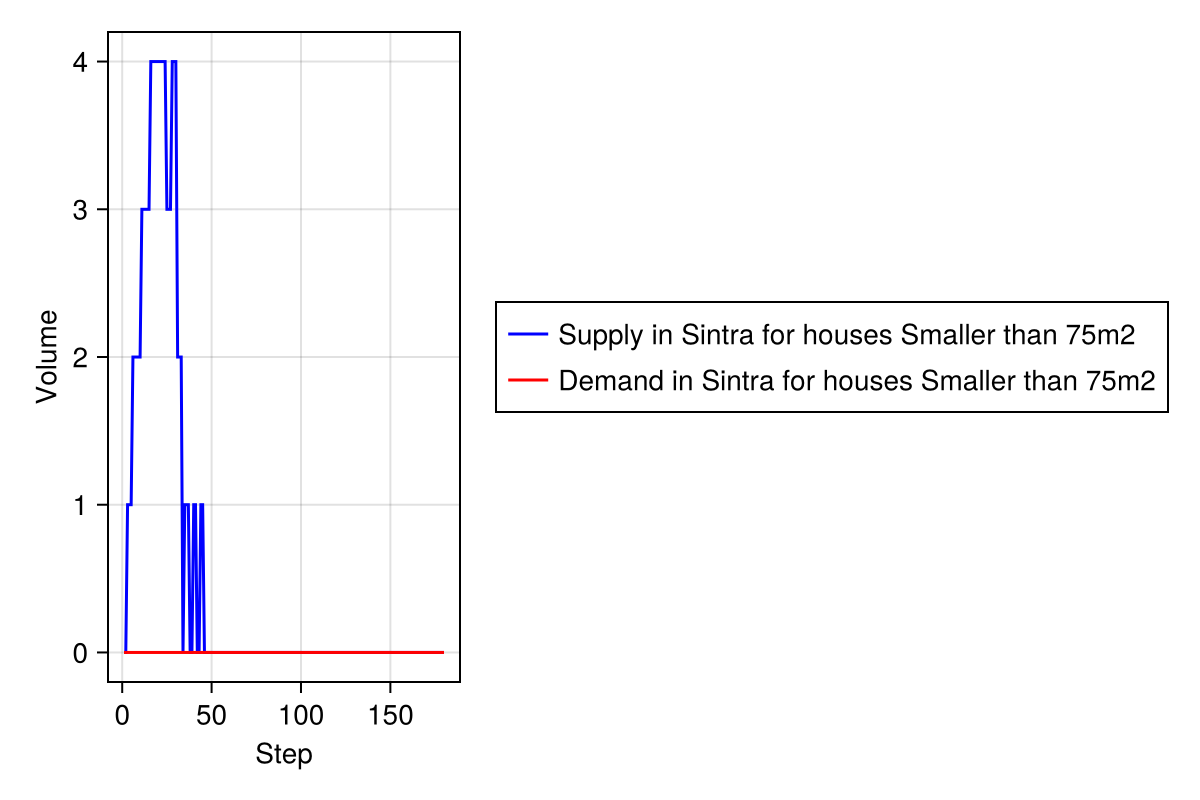 4
3
2
1
0
Volume
0 50 100 150
Step
Supply in Sintra for houses Smaller than 75m2
Demand in Sintra for houses Smaller than 75m2